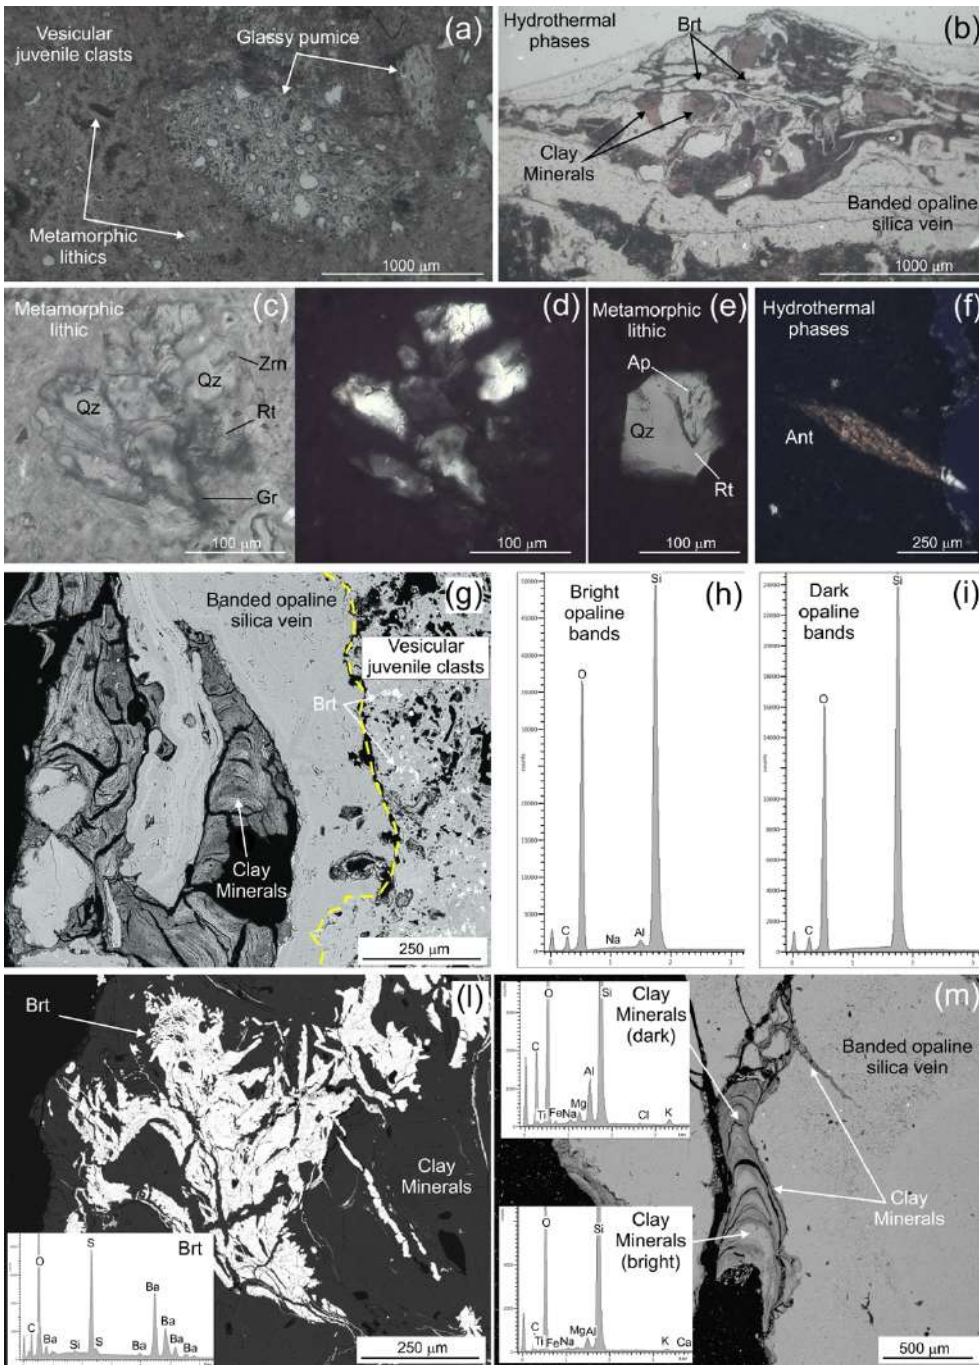 (a)
Vesicular
juvenile clasts
Glassy pumice
Metamorphic
lithics
1000 μm
(b)
Hydrothermal
phases
Brt
Clay
Minerals
Banded opaline
silica vein
1000 μm
(c)
Metamorphic
lithic
Zrn
Qz
Qz
Rt
Gr
100 μm
(d)
100 μm
(e)
Metamorphic
lithic
Ap
Qz
Rt
100 μm
(f)
Hydrothermal
phases
Ant
250 μm
(g)
Banded opaline
silica vein
Vesicular
juvenile clasts
Brt
Clay
Minerals
250 μm
(h)
Bright
opaline
bands
Si
O
C
Na
Al
0 1 2 3
(i)
Dark
opaline
bands
Si
O
C
(l)
Brt
Clay
Minerals
Brt
O
S
Ba
C
Ba
Si
S
Ba
Ba
Ba
Ba
250 μm
(m)
Clay
Minerals
(dark)
O
Si
C
Al
Ti
Fe
Na
Mg
Cl
K
Banded opaline
silica vein
Clay
Minerals
Clay
Minerals
(bright)
O
Si
C
Ti
Fe
Na
Mg
Al
K
Ca
500 μm